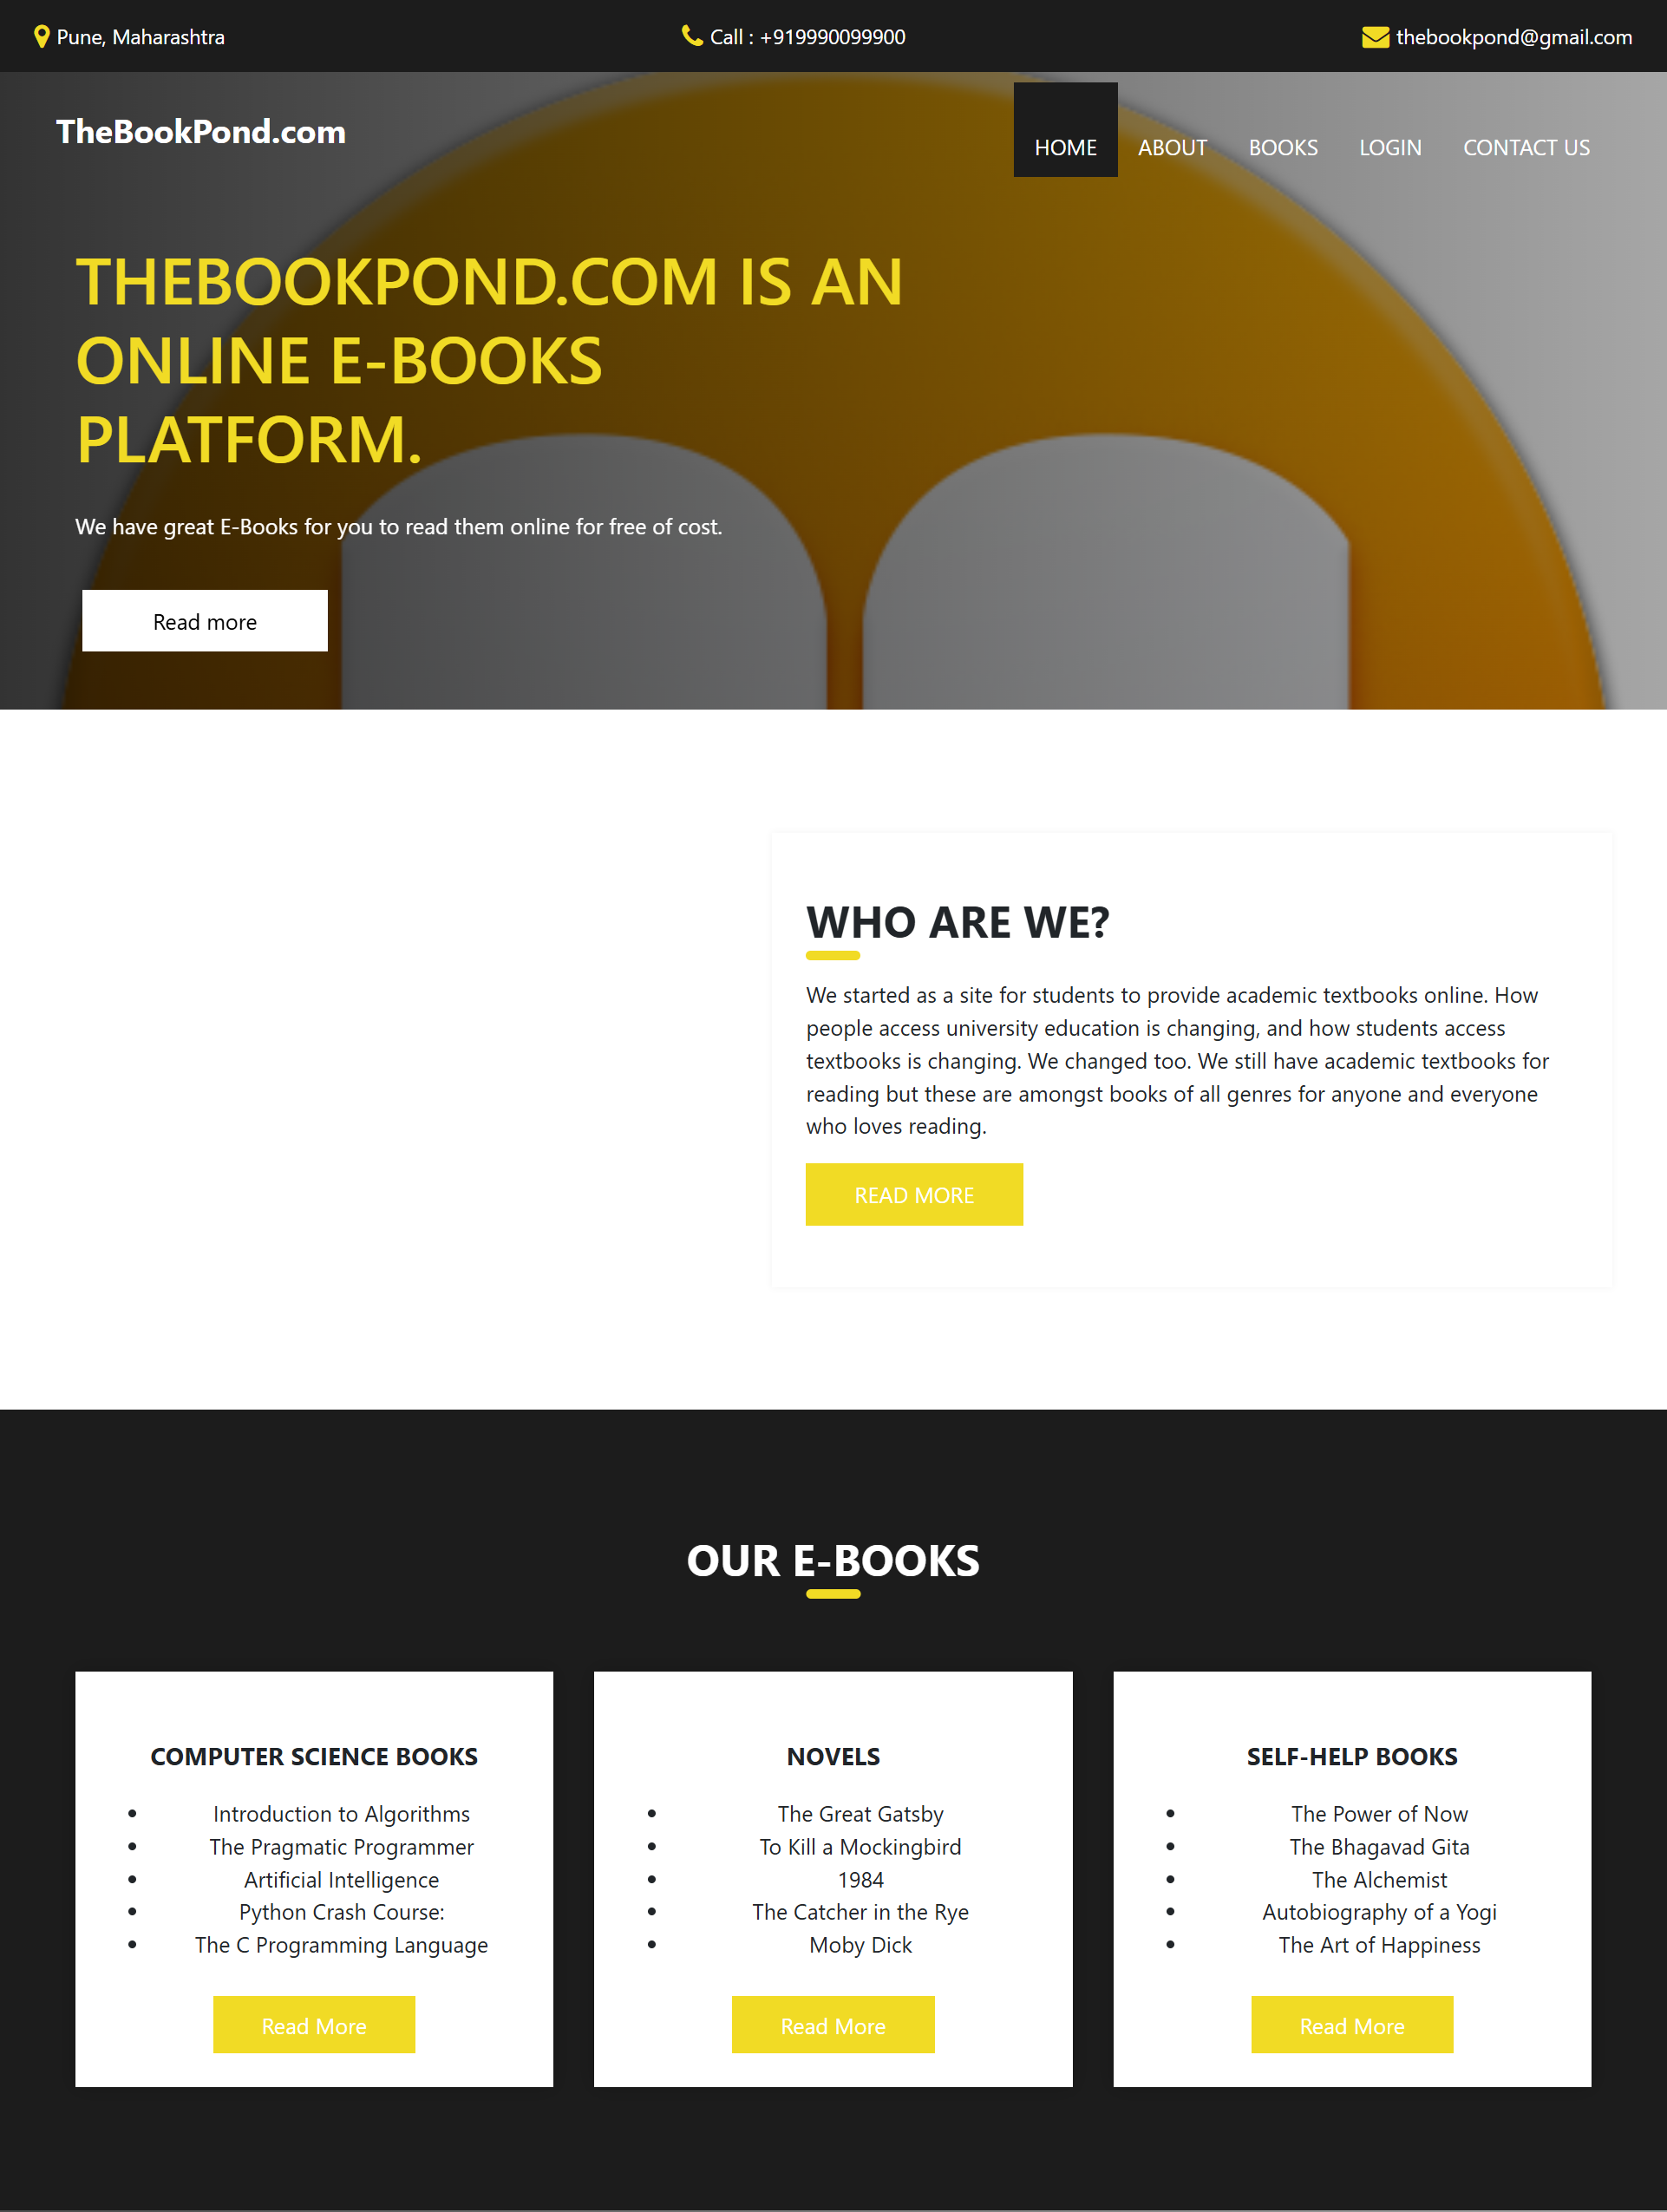 Pune, Maharashtra
Call : +919990099900
thebookpond@gmail.com
TheBookPond.com
HOME
ABOUT
BOOKS
LOGIN
CONTACT US
THEBOOKPOND.COM IS AN
ONLINE E-BOOKS
PLATFORM.
We have great E-Books for you to read them online for free of cost.
Read more
WHO ARE WE?
We started as a site for students to provide academic textbooks online. How
people access university education is changing, and how students access
textbooks is changing. We changed too. We still have academic textbooks for
reading but these are amongst books of all genres for anyone and everyone
who loves reading.
READ MORE
OUR E-BOOKS
COMPUTER SCIENCE BOOKS
Introduction to Algorithms
The Pragmatic Programmer
Artificial Intelligence
Python Crash Course:
The C Programming Language
Read More
NOVELS
The Great Gatsby
To Kill a Mockingbird
1984
The Catcher in the Rye
Moby Dick
Read More
SELF-HELP BOOKS
The Power of Now
The Bhagavad Gita
The Alchemist
Autobiography of a Yogi
The Art of Happiness
Read More